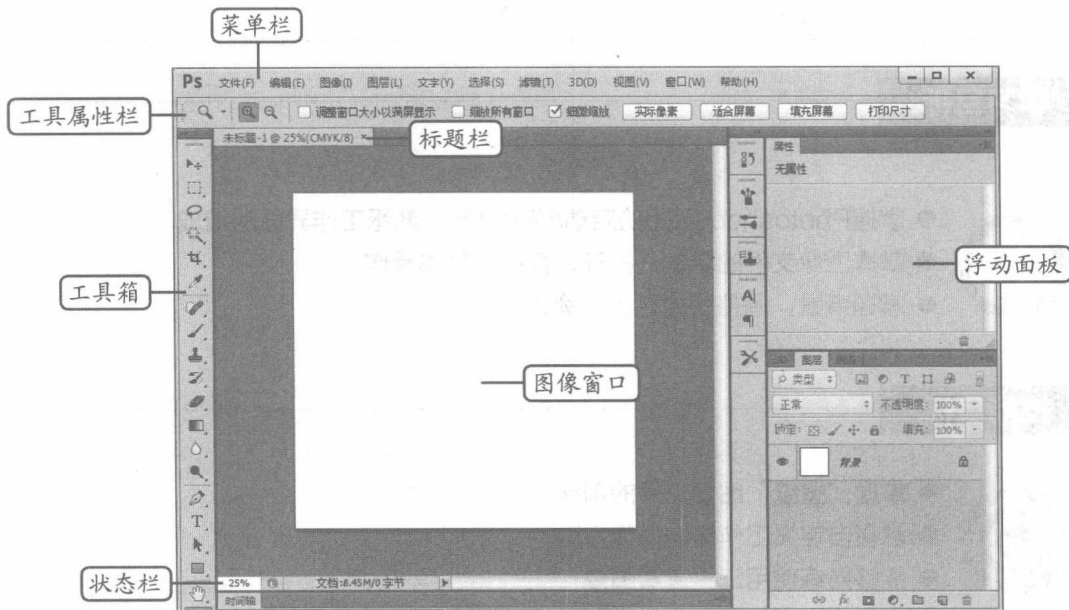 菜单栏
Ps 文件(F) 编辑(E) 图像(I) 图层(L) 文字(Y) 选择(S) 滤镜(T) 3D(D) 视图(V) 窗口(W) 帮助(H)
工具属性栏
调整窗口大小以满屏显示 缩放所有窗口 细微缩放 实际像素 适合屏幕 填充屏幕 打印尺寸
未标题-1 @ 25%(CMYK/8) ×
标题栏
属性
无属性
浮动面板
工具箱
图像窗口
图层
类型
正常 不透明度: 100%
锁定: 填充: 100%
背景
状态栏
25% 文档:8.45M/0 字节
时间轴